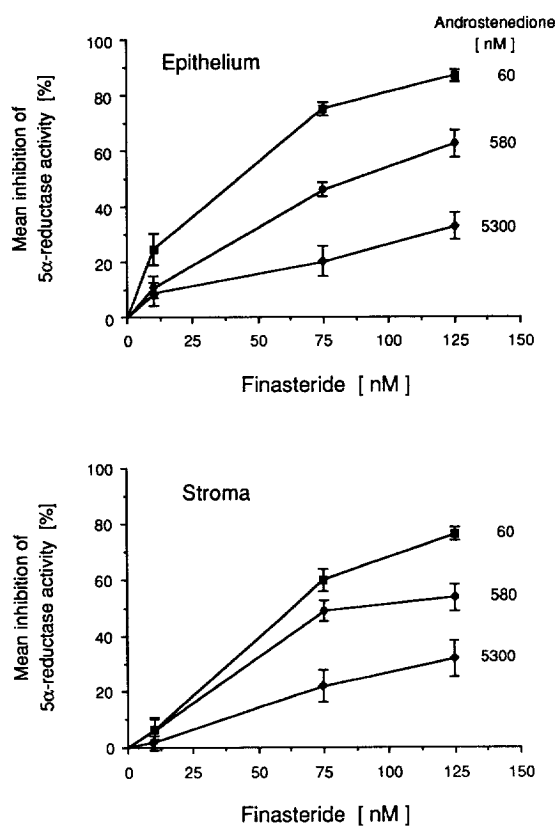 Androstenedione
[ nM ]
Epithelium
60
580
5300
Mean inhibition of
5α-reductase activity [%]
100
80
60
40
20
0
0 25 50 75 100 125 150
Finasteride [ nM ]
Stroma
60
580
5300
Mean inhibition of
5α-reductase activity [%]
100
80
60
40
20
0
0 25 50 75 100 125 150
Finasteride [ nM ]